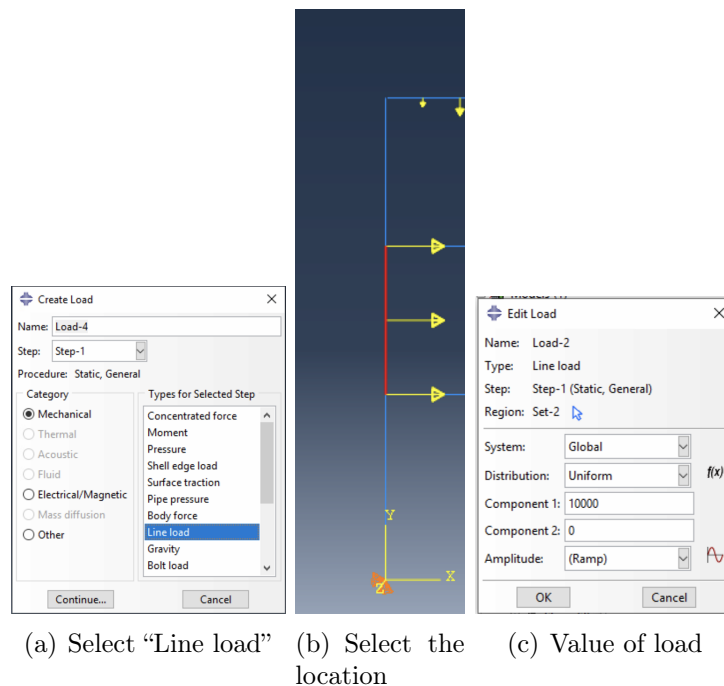 Create Load
Name: Load-4
Step: Step-1
Procedure: Static, General
Category
Mechanical
Thermal
Acoustic
Fluid
Electrical/Magnetic
Mass diffusion
Other
Types for Selected Step
Concentrated force
Moment
Pressure
Shell edge load
Surface traction
Pipe pressure
Body force
Line load
Gravity
Bolt load
Continue...
Cancel
(a) Select “Line load”
Y
X
Z
(b) Select the
location
Edit Load
Name: Load-2
Type: Line load
Step: Step-1 (Static, General)
Region: Set-2
System: Global
Distribution: Uniform f(x)
Component 1: 10000
Component 2: 0
Amplitude: (Ramp)
OK
Cancel
(c) Value of load